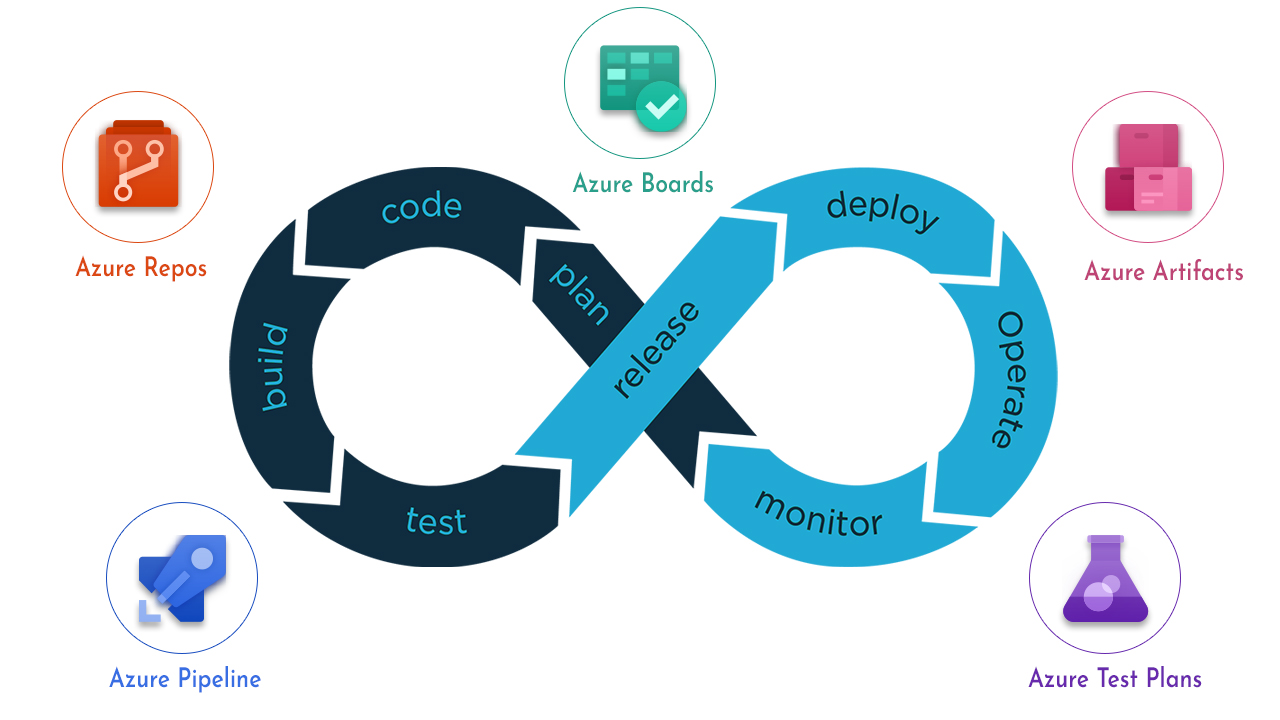 Azure Boards
Azure Repos
Azure Artifacts
code
plan
build
test
release
deploy
Operate
monitor
Azure Pipeline
Azure Test Plans